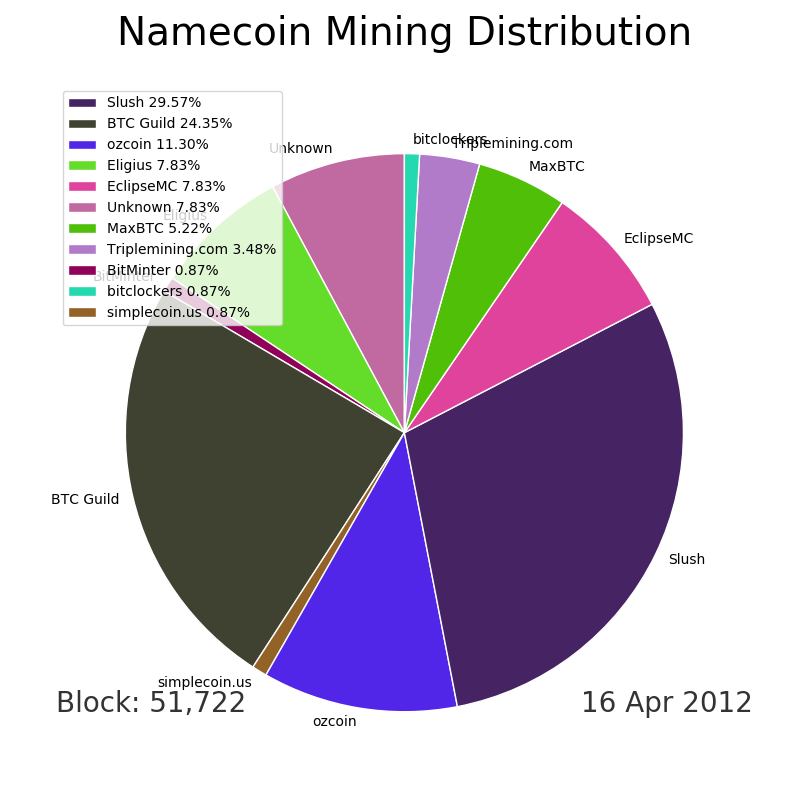 Namecoin Mining Distribution
Slush 29.57%
BTC Guild 24.35%
ozcoin 11.30%
Eligius 7.83%
EclipseMC 7.83%
Unknown 7.83%
MaxBTC 5.22%
Triplemining.com 3.48%
BitMinter 0.87%
bitclockers 0.87%
simplecoin.us 0.87%
bitclockers
Triplemining.com
Unknown
MaxBTC
Eligius
EclipseMC
BitMinter
BTC Guild
Slush
simplecoin.us
ozcoin
Block: 51,722
16 Apr 2012